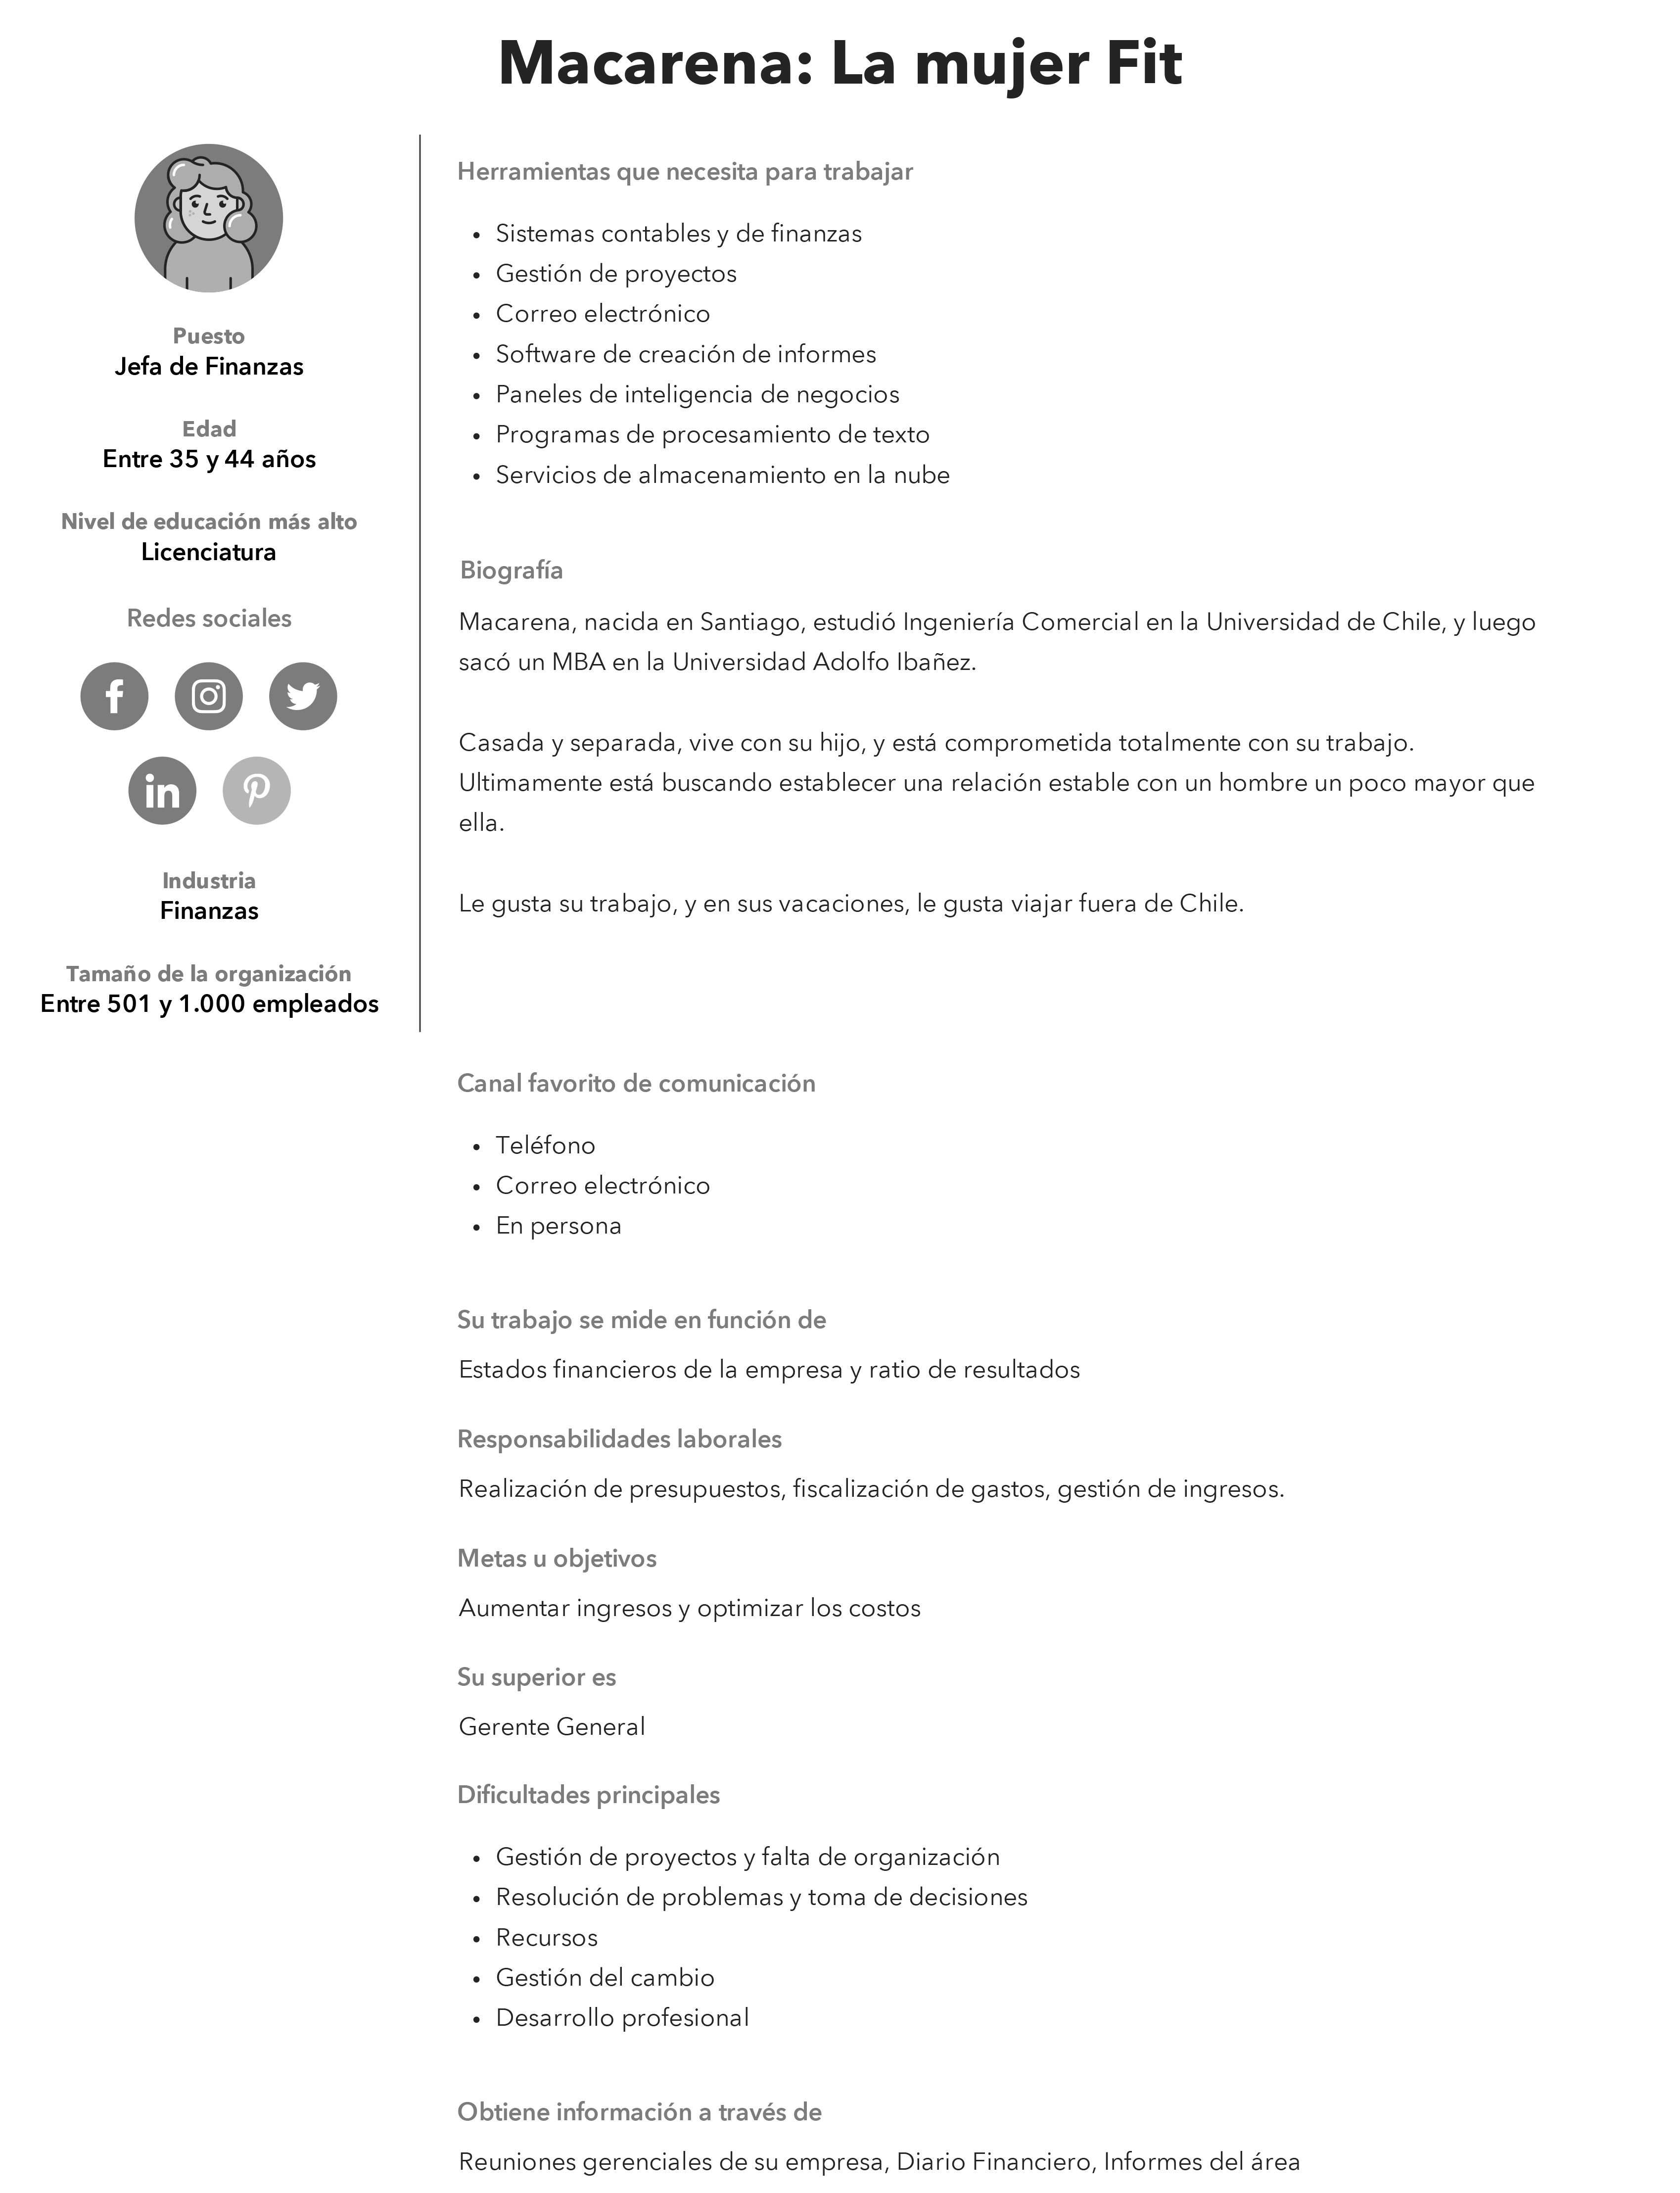 Macarena: La mujer Fit
Puesto
Jefa de Finanzas
Edad
Entre 35 y 44 años
Nivel de educación más alto
Licenciatura
Redes sociales
Industria
Finanzas
Tamaño de la organización
Entre 501 y 1.000 empleados
Herramientas que necesita para trabajar
• Sistemas contables y de finanzas
• Gestión de proyectos
• Correo electrónico
• Software de creación de informes
• Paneles de inteligencia de negocios
• Programas de procesamiento de texto
• Servicios de almacenamiento en la nube
Biografía
Macarena, nacida en Santiago, estudió Ingeniería Comercial en la Universidad de Chile, y luego
sacó un MBA en la Universidad Adolfo Ibañez.
Casada y separada, vive con su hijo, y está comprometida totalmente con su trabajo.
Ultimamente está buscando establecer una relación estable con un hombre un poco mayor que
ella.
Le gusta su trabajo, y en sus vacaciones, le gusta viajar fuera de Chile.
Canal favorito de comunicación
• Teléfono
• Correo electrónico
• En persona
Su trabajo se mide en función de
Estados financieros de la empresa y ratio de resultados
Responsabilidades laborales
Realización de presupuestos, fiscalización de gastos, gestión de ingresos.
Metas u objetivos
Aumentar ingresos y optimizar los costos
Su superior es
Gerente General
Dificultades principales
• Gestión de proyectos y falta de organización
• Resolución de problemas y toma de decisiones
• Recursos
• Gestión del cambio
• Desarrollo profesional
Obtiene información a través de
Reuniones gerenciales de su empresa, Diario Financiero, Informes del área